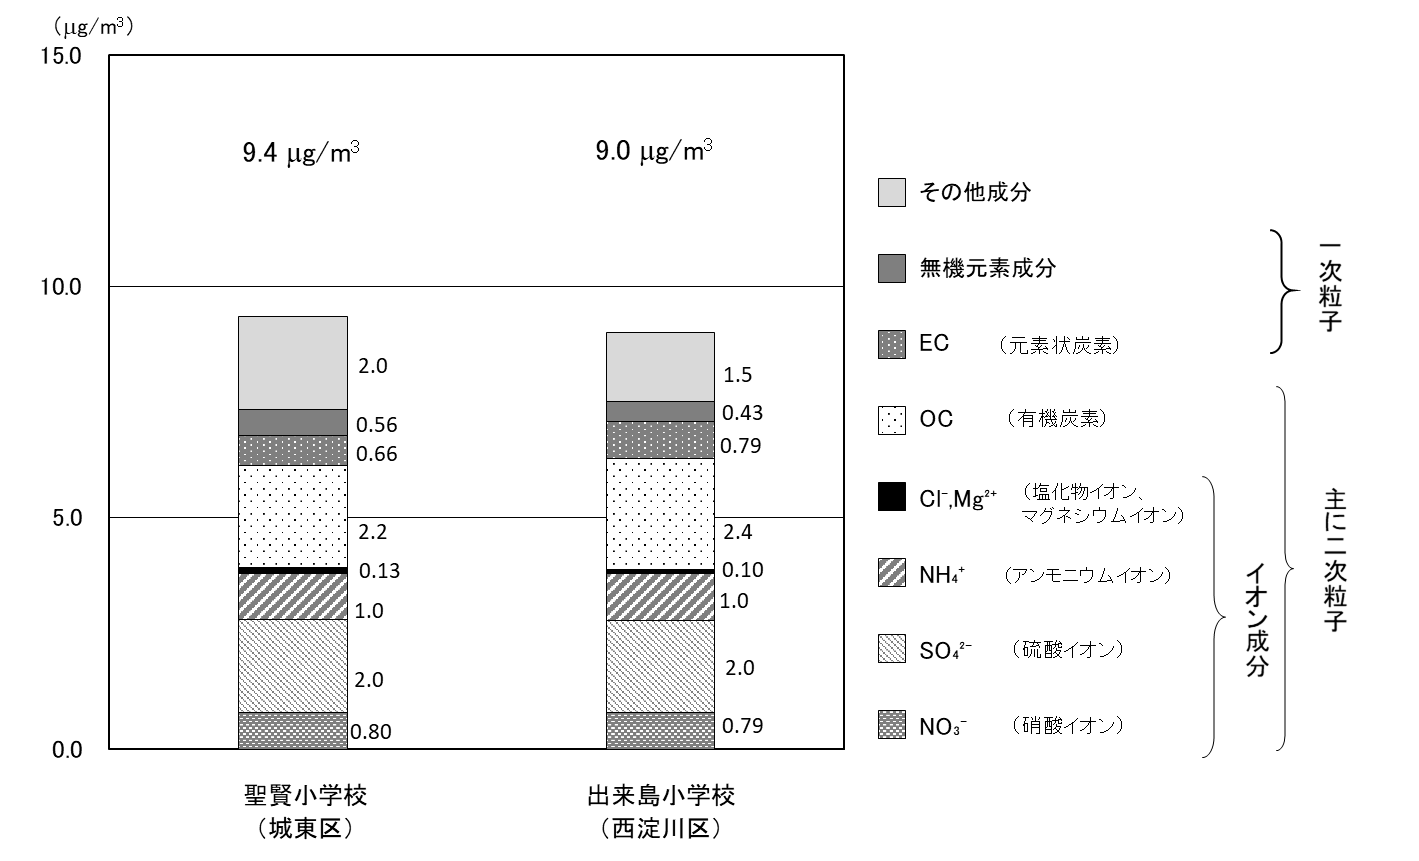 （μg/m³）
15.0
10.0
5.0
0.0
9.4 μg/m³
2.0
0.56
0.66
2.2
0.13
1.0
2.0
0.80
聖賢小学校
（城東区）
9.0 μg/m³
1.5
0.43
0.79
2.4
0.10
1.0
2.0
0.79
出来島小学校
（西淀川区）
その他成分
無機元素成分
EC （元素状炭素）
OC （有機炭素）
Cl⁻,Mg²⁺ （塩化物イオン、
マグネシウムイオン）
NH₄⁺ （アンモニウムイオン）
SO₄²⁻ （硫酸イオン）
NO₃⁻ （硝酸イオン）
一次粒子
イオン成分
主に二次粒子